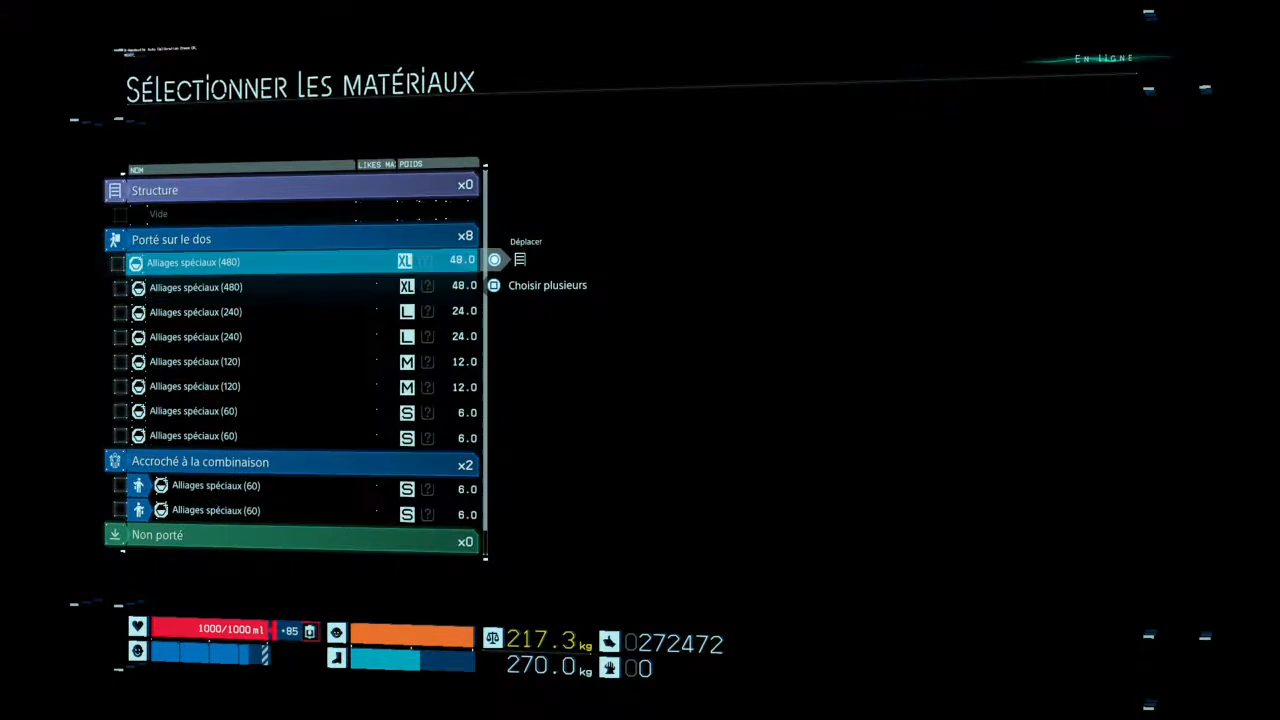 SÉLECTIONNER LES MATÉRIAUX
EN LIGNE
NOM LIKES MA POIDS
Structure x0
Vide
Porté sur le dos x8
Déplacer
Alliages spéciaux (480) XL 48.0
Choisir plusieurs
Alliages spéciaux (480) XL 48.0
Alliages spéciaux (240) L 24.0
Alliages spéciaux (240) L 24.0
Alliages spéciaux (120) M 12.0
Alliages spéciaux (120) M 12.0
Alliages spéciaux (60) S 6.0
Alliages spéciaux (60) S 6.0
Accroché à la combinaison x2
Alliages spéciaux (60) S 6.0
Alliages spéciaux (60) S 6.0
Non porté x0
1000/1000 ml +85 217.3 kg 0272472
270.0 kg 00